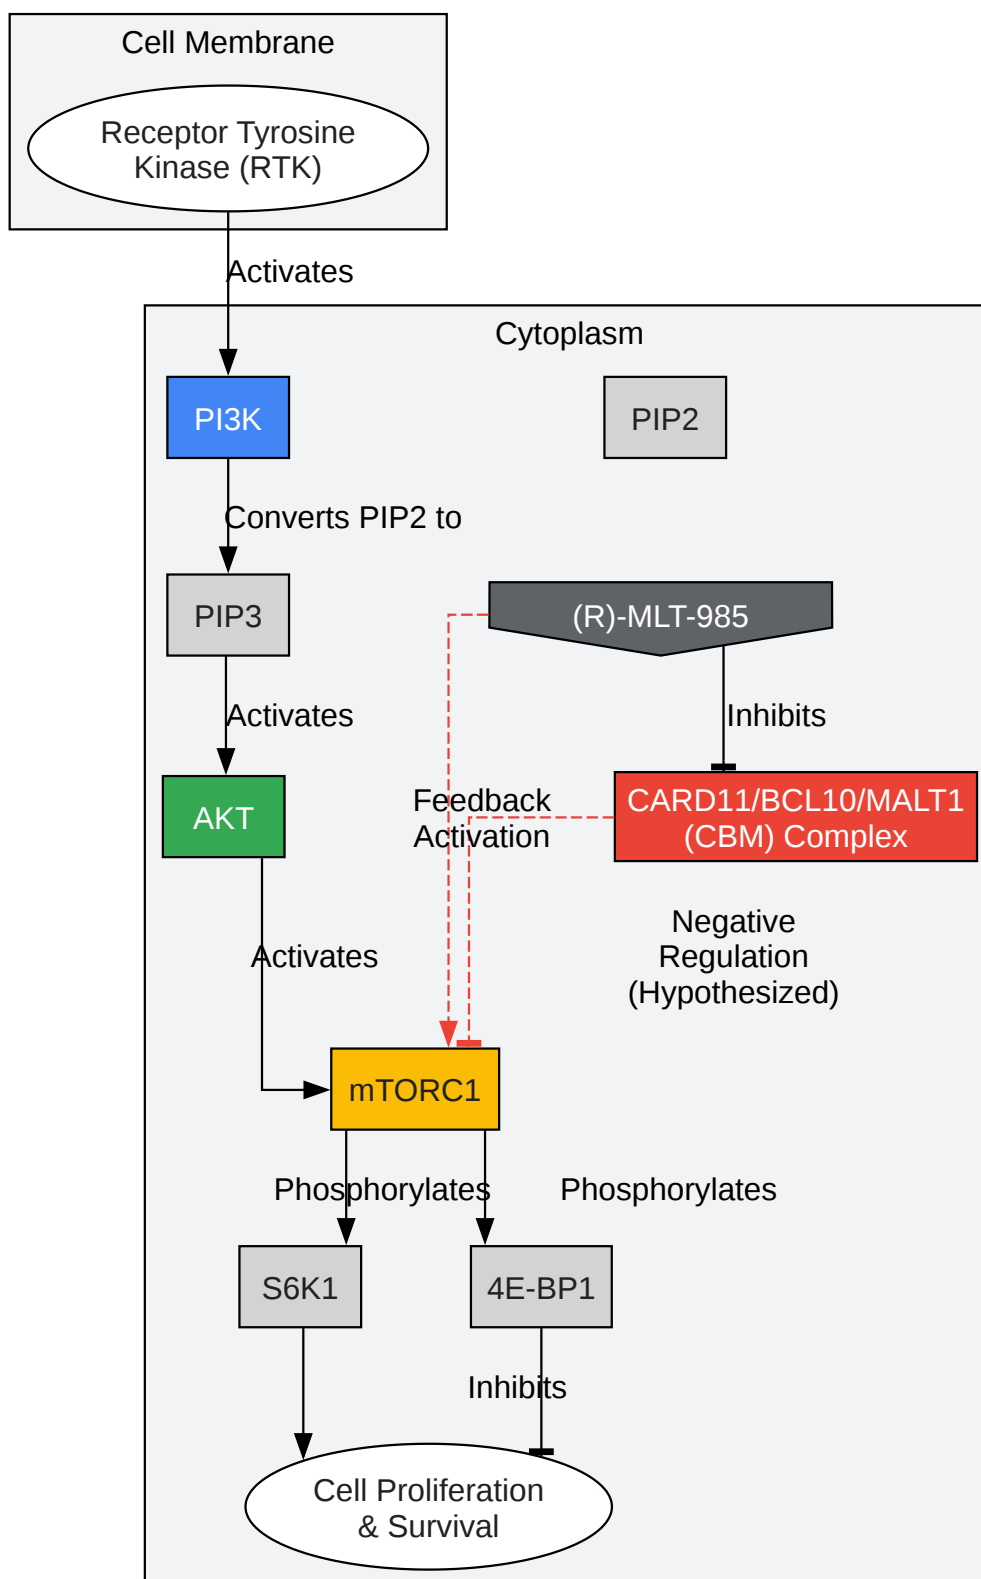 Cell Membrane
Receptor Tyrosine
Kinase (RTK)
Activates
Cytoplasm
PI3K
PIP2
Converts PIP2 to
PIP3
(R)-MLT-985
Activates
Inhibits
AKT
Feedback
Activation
CARD11/BCL10/MALT1
(CBM) Complex
Activates
Negative
Regulation
(Hypothesized)
mTORC1
Phosphorylates
Phosphorylates
S6K1
4E-BP1
Inhibits
Cell Proliferation
& Survival